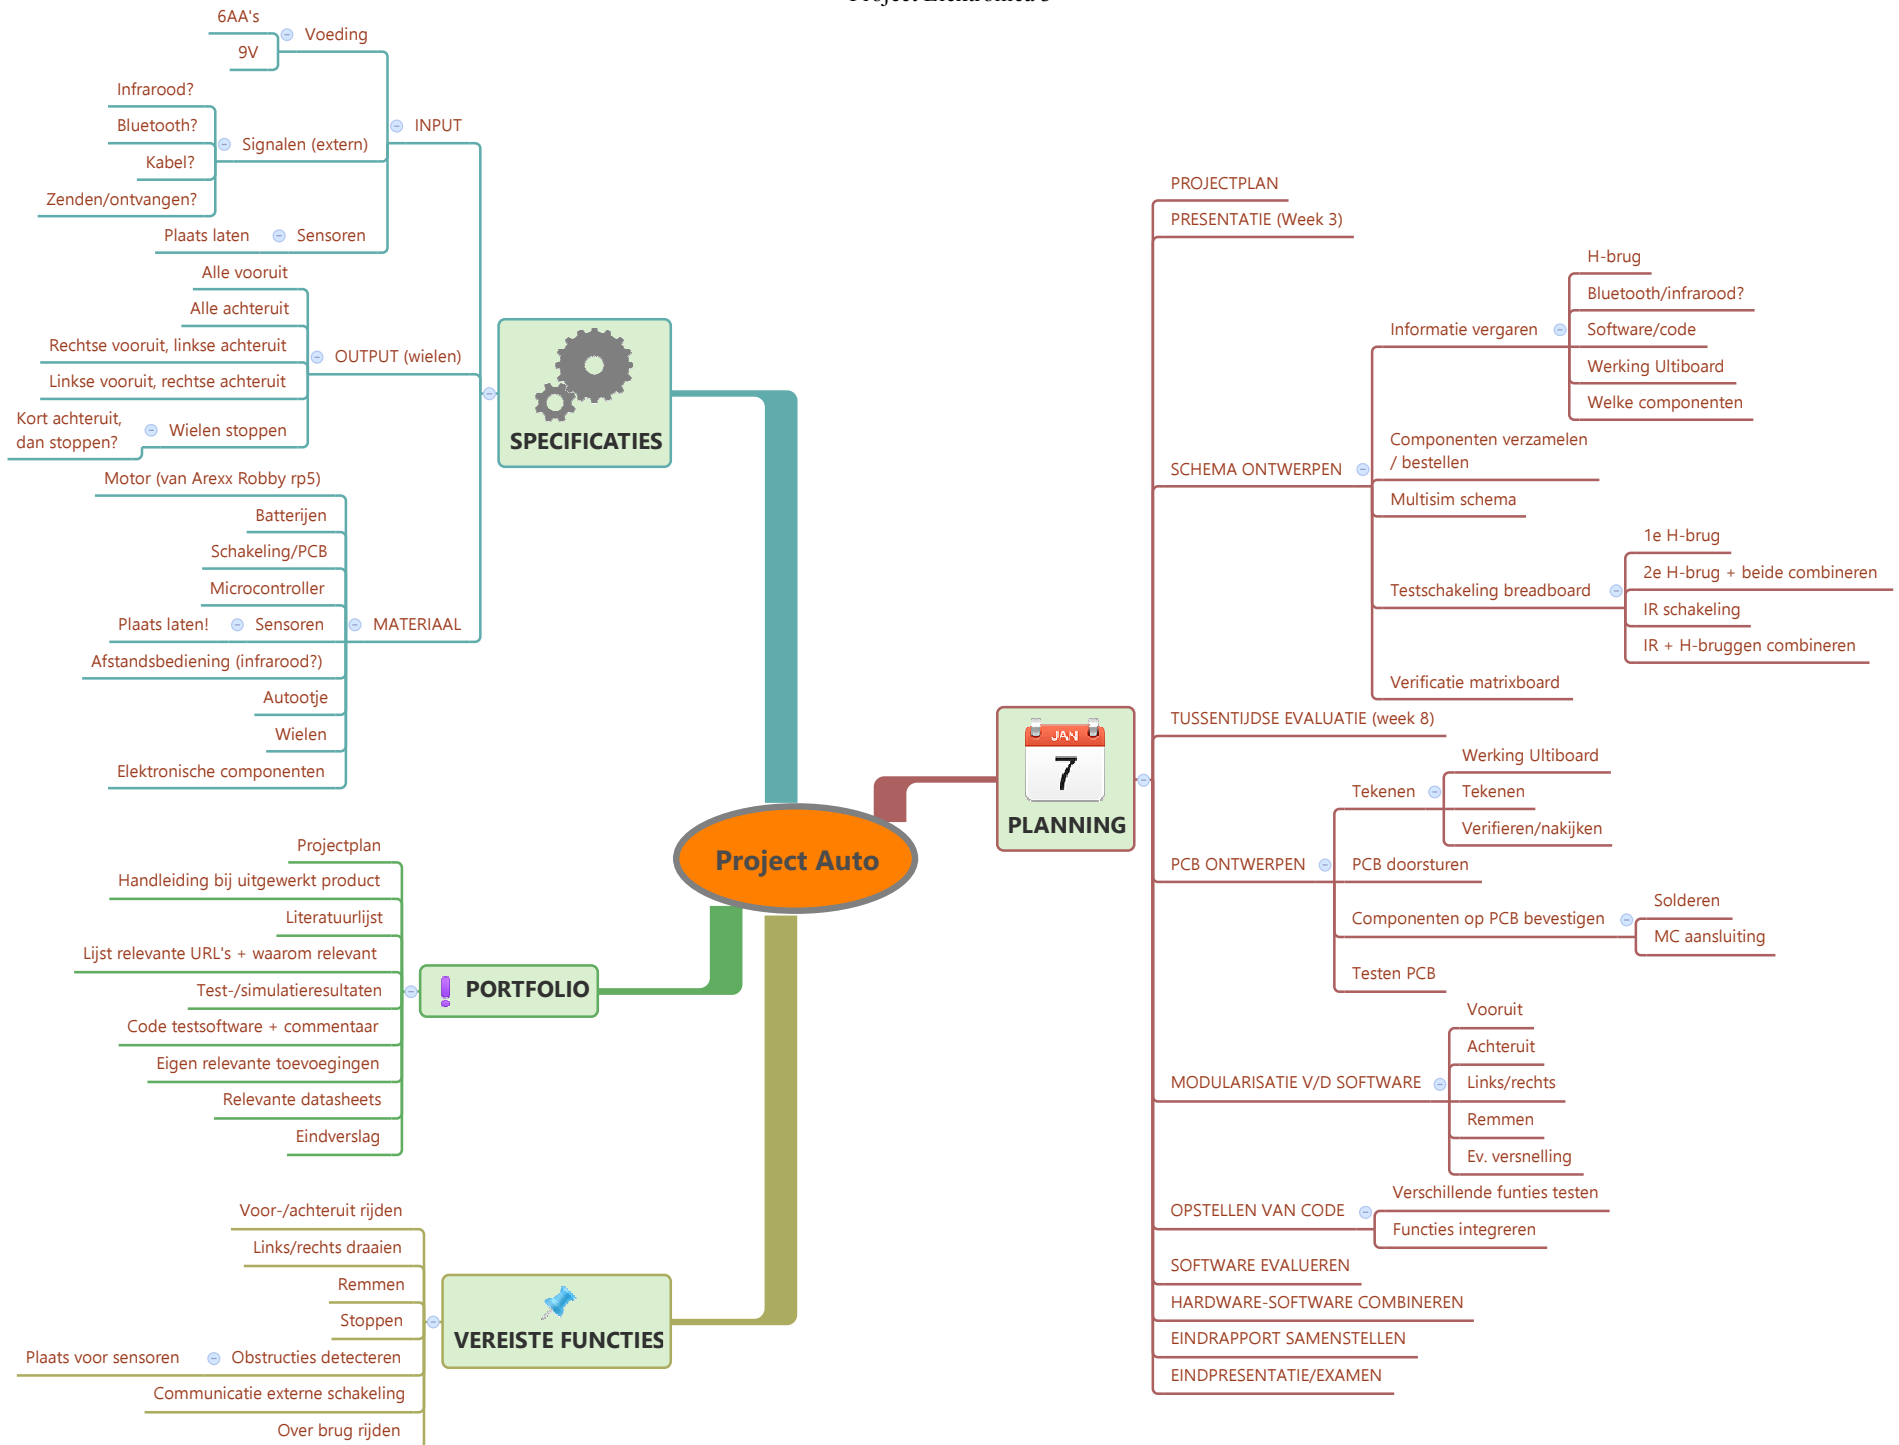 6AA's
Voeding
9V
Infrarood?
Bluetooth?
Signalen (extern)
Kabel?
Zenden/ontvangen?
INPUT
Plaats laten
Sensoren
Alle vooruit
Alle achteruit
Rechtse vooruit, linkse achteruit
OUTPUT (wielen)
Linkse vooruit, rechtse achteruit
Kort achteruit,
dan stoppen?
Wielen stoppen
SPECIFICATIES
Motor (van Arexx Robby rp5)
Batterijen
Schakeling/PCB
Microcontroller
Plaats laten!
Sensoren
MATERIAAL
Afstandsbediening (infrarood?)
Autootje
Wielen
Elektronische componenten
Project Auto
Projectplan
Handleiding bij uitgewerkt product
Literatuurlijst
Lijst relevante URL's + waarom relevant
Test-/simulatieresultaten
PORTFOLIO
Code testsoftware + commentaar
Eigen relevante toevoegingen
Relevante datasheets
Eindverslag
Voor-/achteruit rijden
Links/rechts draaien
Remmen
Stoppen
VEREISTE FUNCTIES
Plaats voor sensoren
Obstructies detecteren
Communicatie externe schakeling
Over brug rijden
JAN
7
PLANNING
PROJECTPLAN
PRESENTATIE (Week 3)
H-brug
Bluetooth/infrarood?
Informatie vergaren
Software/code
Werking Ultiboard
Welke componenten
Componenten verzamelen
/ bestellen
SCHEMA ONTWERPEN
Multisim schema
1e H-brug
2e H-brug + beide combineren
Testschakeling breadboard
IR schakeling
IR + H-bruggen combineren
Verificatie matrixboard
TUSSENTIJDSE EVALUATIE (week 8)
Werking Ultiboard
Tekenen
Tekenen
Verifieren/nakijken
PCB ONTWERPEN
PCB doorsturen
Solderen
Componenten op PCB bevestigen
MC aansluiting
Testen PCB
Vooruit
Achteruit
MODULARISATIE V/D SOFTWARE
Links/rechts
Remmen
Ev. versnelling
Verschillende funties testen
OPSTELLEN VAN CODE
Functies integreren
SOFTWARE EVALUEREN
HARDWARE-SOFTWARE COMBINEREN
EINDRAPPORT SAMENSTELLEN
EINDPRESENTATIE/EXAMEN